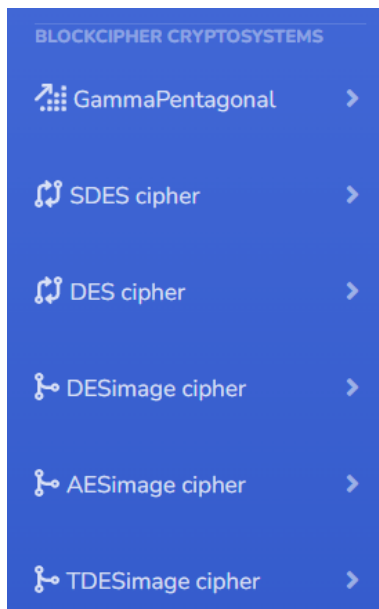 BLOCKCIPHER CRYPTOSYSTEMS
GammaPentagonal
SDES cipher
DES cipher
DESimage cipher
AESimage cipher
TDESimage cipher